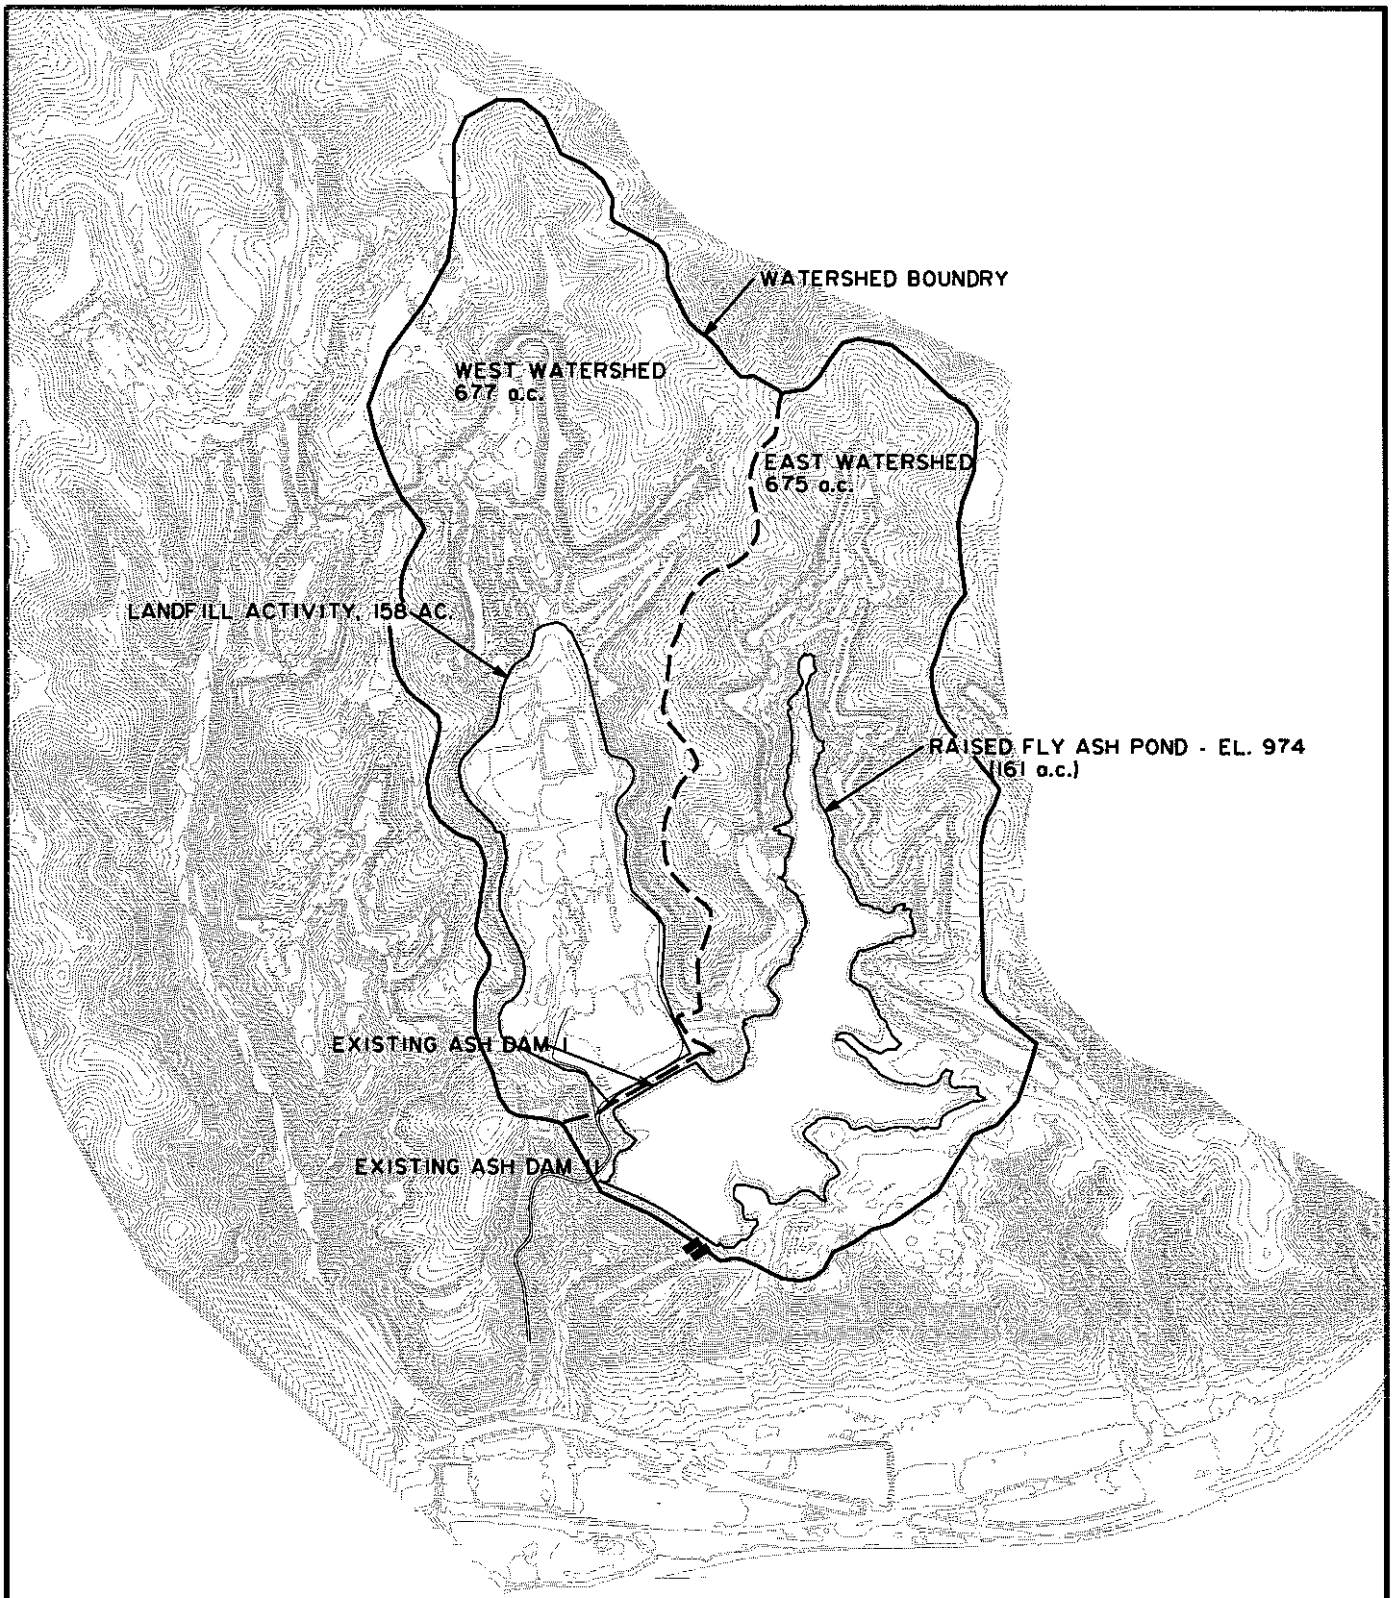 WATERSHED BOUNDRY
WEST WATERSHED
677 a.c.
EAST WATERSHED
675 a.c.
LANDFILL ACTIVITY, 158 AC.
RAISED FLY ASH POND - EL. 974
(161 a.c.)
EXISTING ASH DAM I
EXISTING ASH DAM II